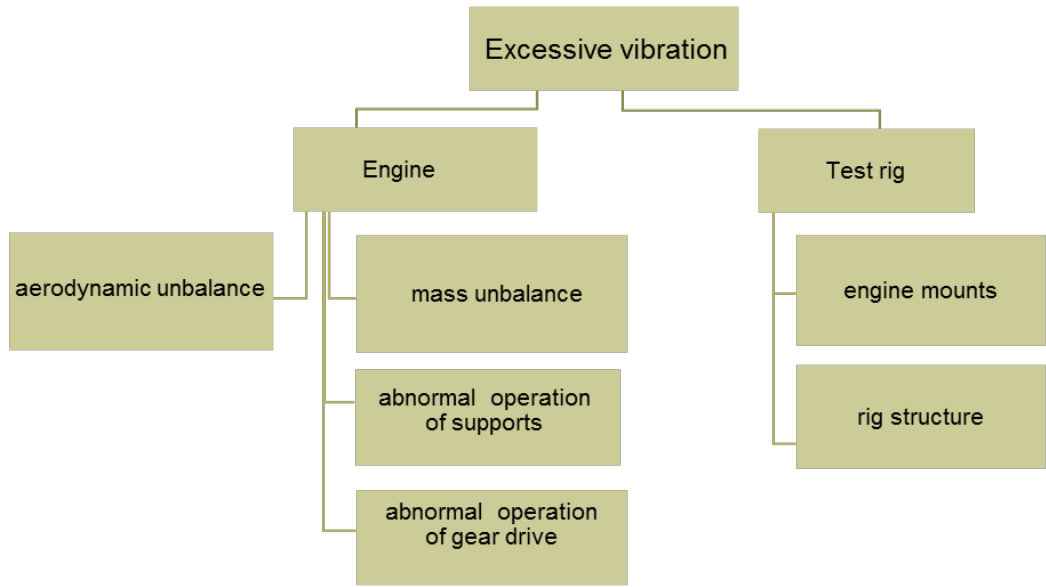 Excessive vibration
Engine
Test rig
aerodynamic unbalance
mass unbalance
engine mounts
abnormal operation
of supports
rig structure
abnormal operation
of gear drive